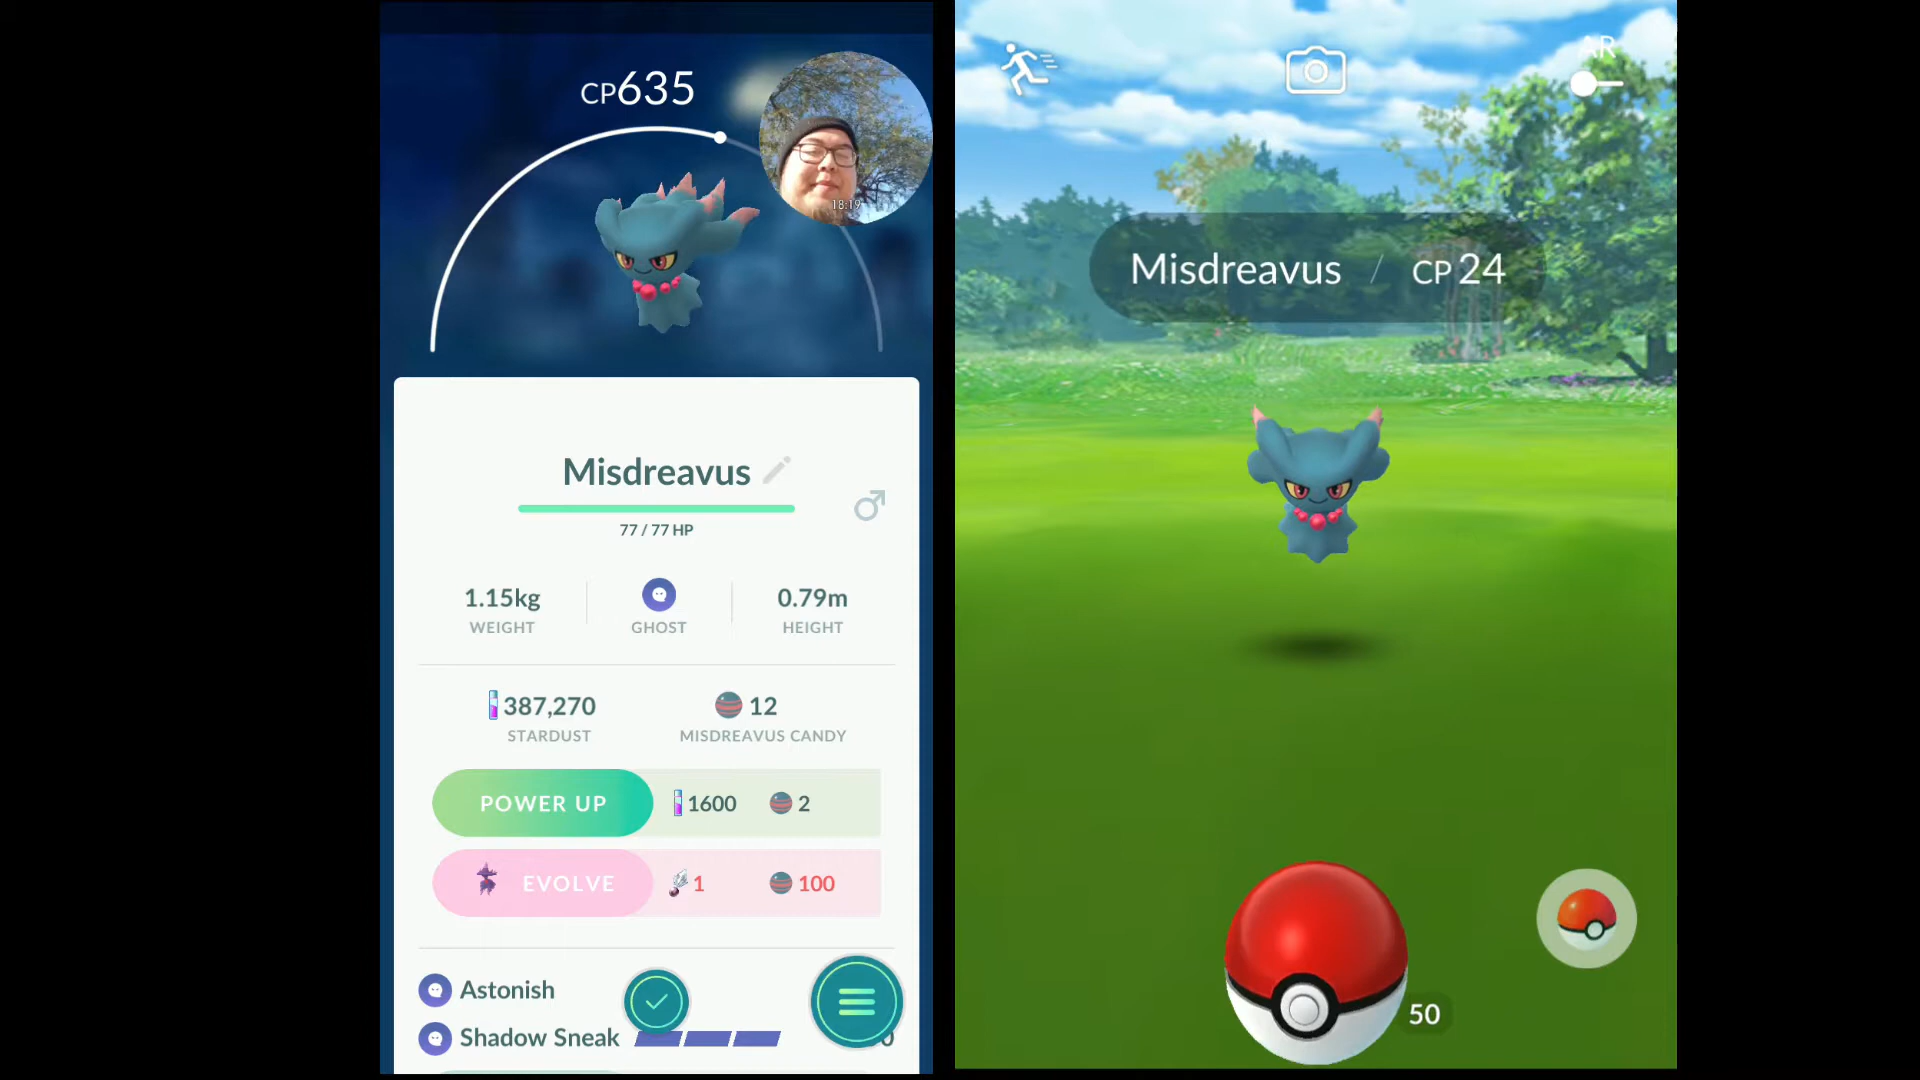 CP635
18:19
Misdreavus
77 / 77 HP
1.15kg
WEIGHT
GHOST
0.79m
HEIGHT
387,270
STARDUST
12
MISDREAVUS CANDY
POWER UP 1600 2
EVOLVE 1 100
Astonish
Shadow Sneak
AR
Misdreavus / CP 24
50